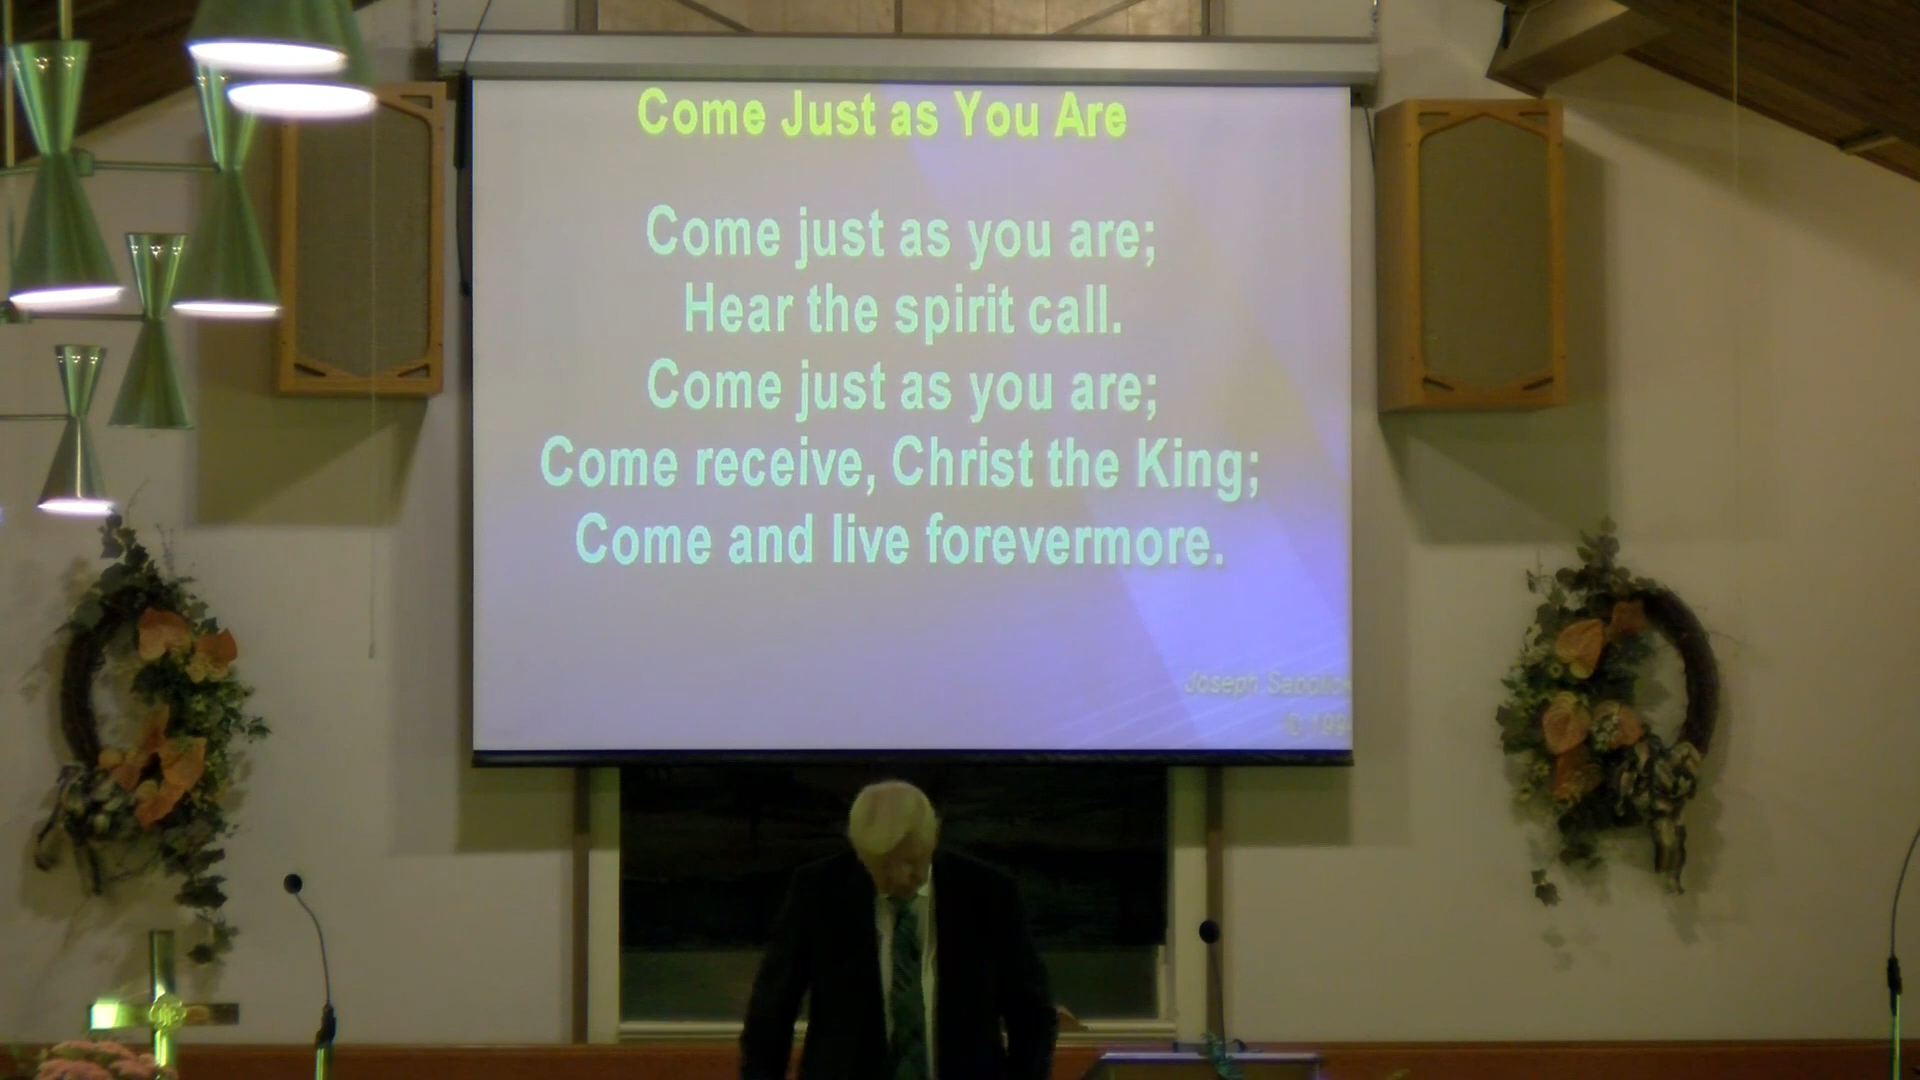 Come Just as You Are
Come just as you are;
Hear the spirit call.
Come just as you are;
Come receive, Christ the King;
Come and live forevermore.
Joseph
©